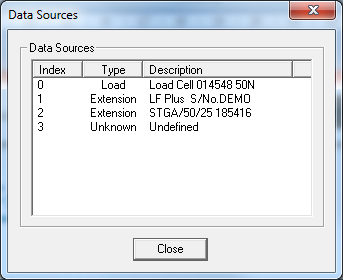 Data Sources
Data Sources
Index Type Description
0 Load Load Cell 014548 50N
1 Extension LF Plus S/No.DEMO
2 Extension STGA/50/25 185416
3 Unknown Undefined
Close